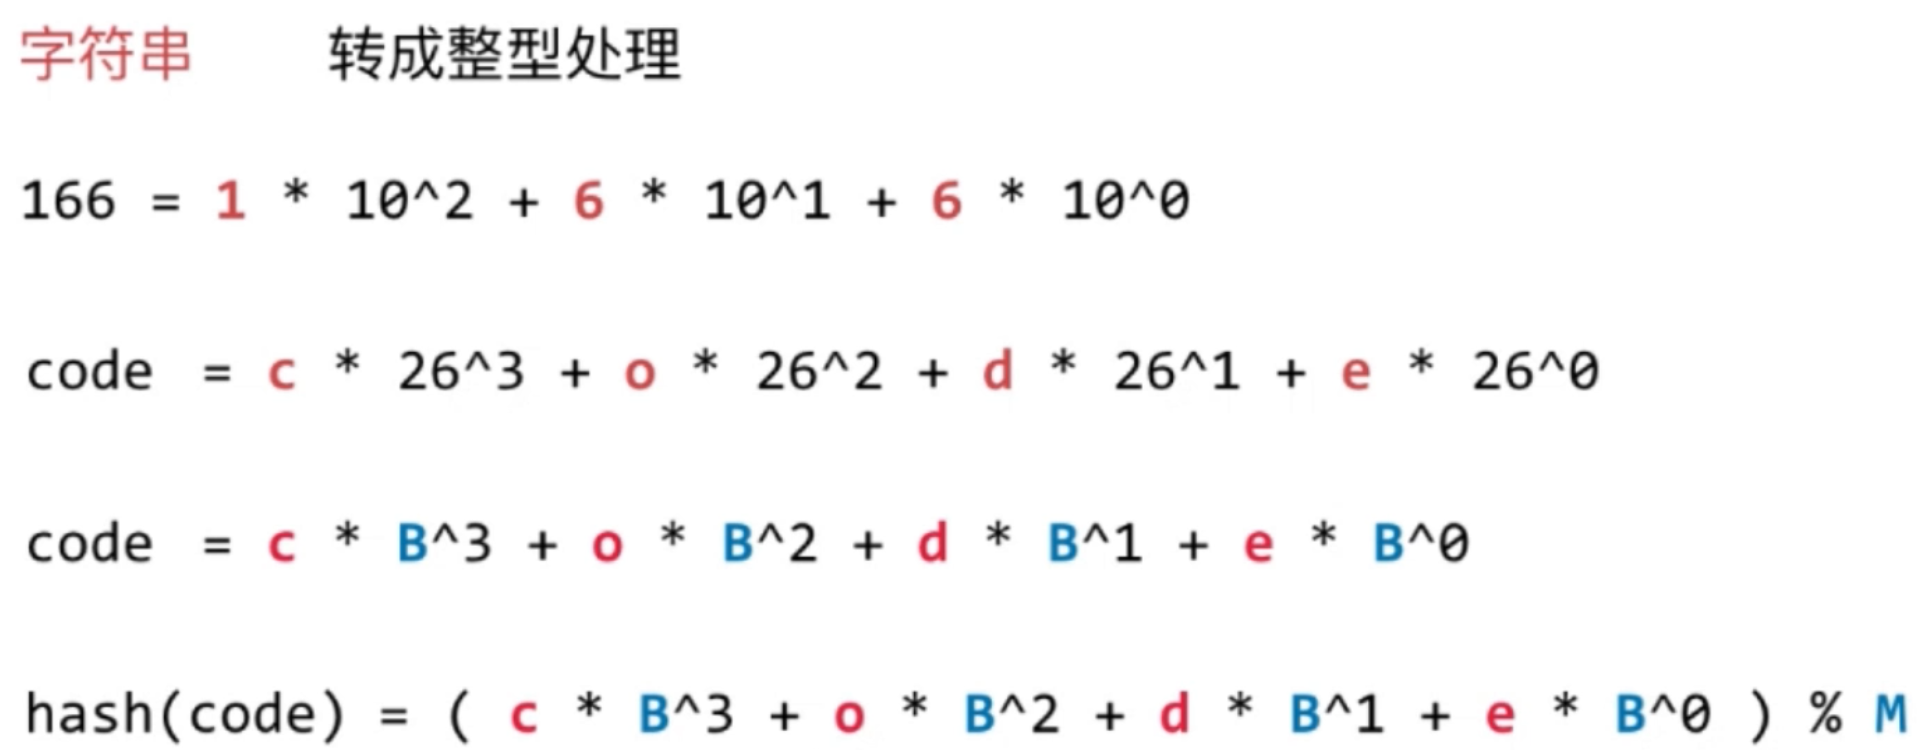 字符串 转成整型处理
166 = 1 * 10^2 + 6 * 10^1 + 6 * 10^0
code = c * 26^3 + o * 26^2 + d * 26^1 + e * 26^0
code = c * B^3 + o * B^2 + d * B^1 + e * B^0
hash(code) = ( c * B^3 + o * B^2 + d * B^1 + e * B^0 ) % M